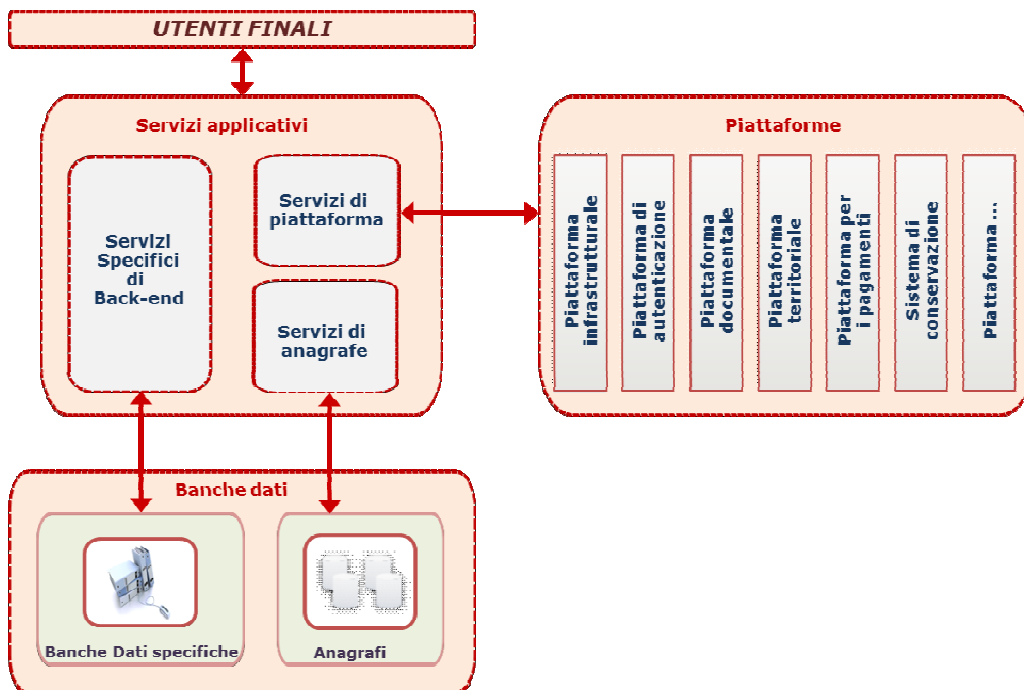 UTENTI FINALI
Servizi applicativi
Servizi
Specifici
di
Back-end
Servizi di
piattaforma
Servizi di
anagrafe
Piattaforme
Piattaforma
infrastrutturale
Piattaforma di
autenticazione
Piattaforma
documentale
Piattaforma
territoriale
Piattaforma per
i pagamenti
Sistema di
conservazione
Piattaforma ...
Banche dati
Banche Dati specifiche
Anagrafi